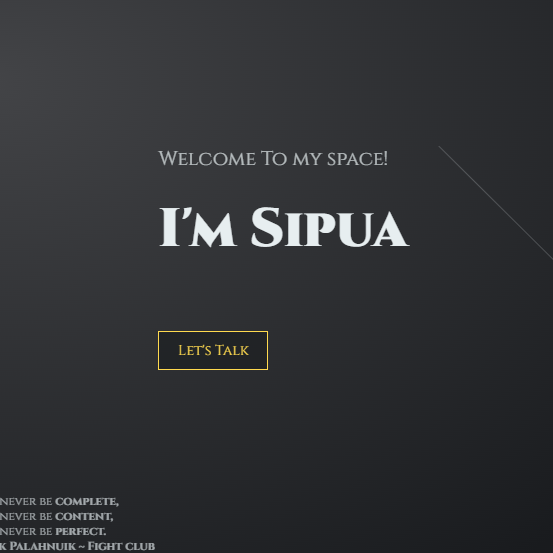 Welcome To my space!
I'm Sipua
Let's Talk
never be complete,
never be content,
never be perfect.
k Palahnuik ~ Fight club